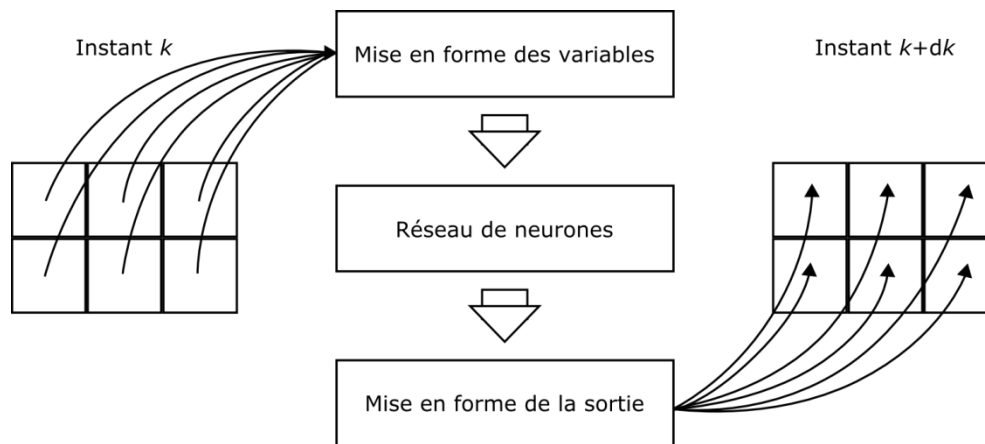 Instant k
Mise en forme des variables
Instant k+dk
Réseau de neurones
Mise en forme de la sortie